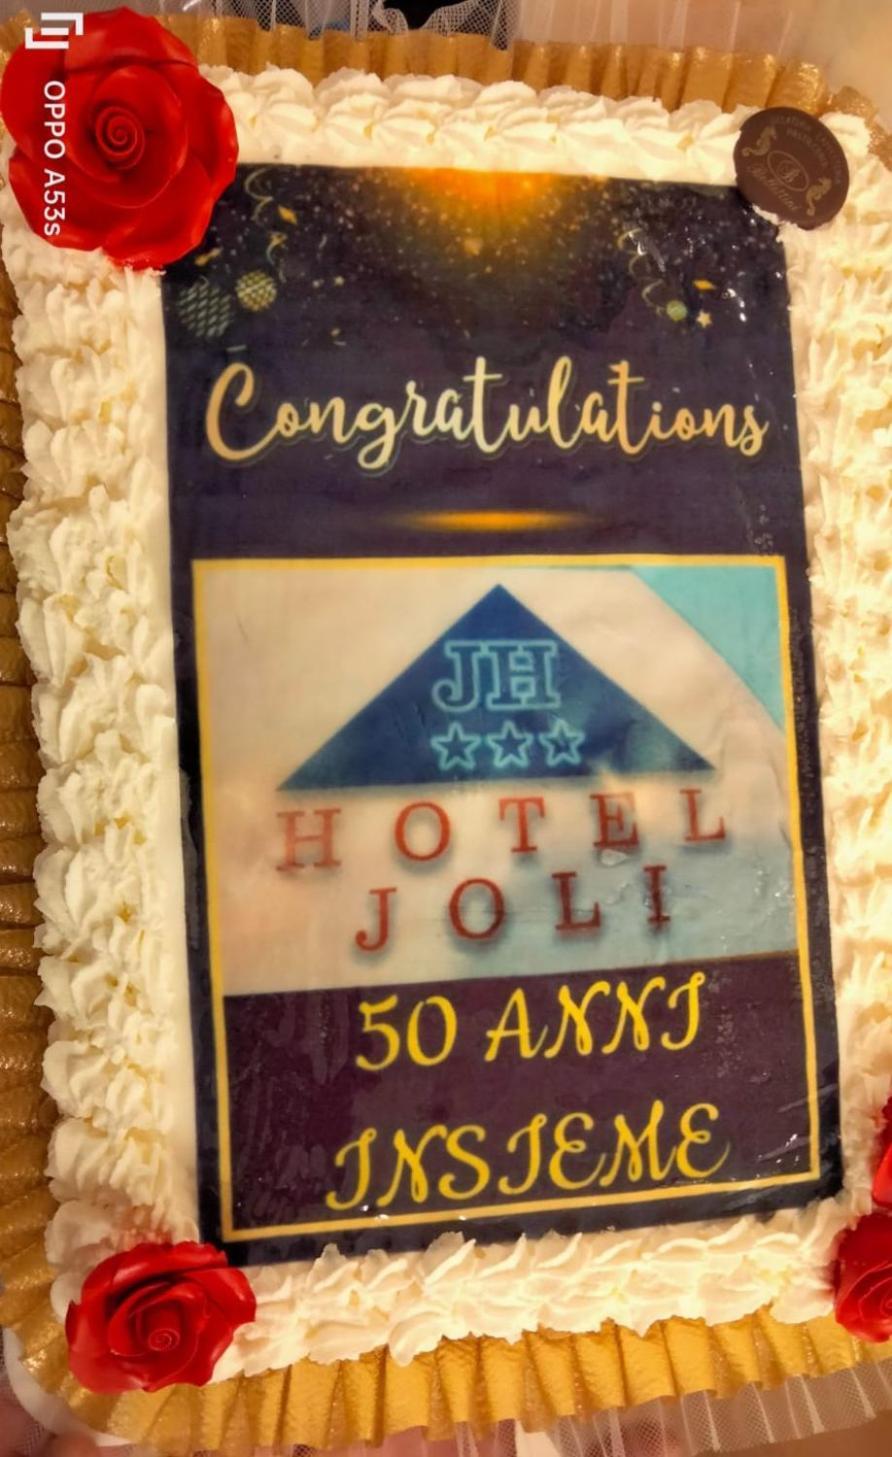 OPPO A53s
Congratulations
JH
HOTEL
JOLI
50 ANNI
INSIEME